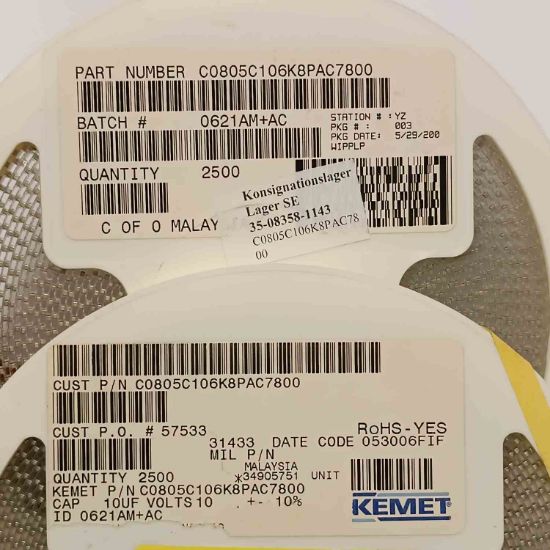 PART NUMBER C0805C106K8PAC7800
BATCH # 0621AM+AC
STATION # :YZ
PKG # : 003
PKG DATE: 5/29/200
WIPPLP
QUANTITY 2500
C OF O MALAY
Konsignationslager
Lager SE
35-08358-1143
C0805C106K8PAC78
00
CUST P/N C0805C106K8PAC7800
CUST P.O. # 57533
RoHS-YES
31433 DATE CODE 053006FIF
MIL P/N
MALAYSIA
QUANTITY 2500 *34905751 UNIT
KEMET P/N C0805C106K8PAC7800
CAP 10UF VOLTS10 +- 10%
ID 0621AM+AC
KEMET